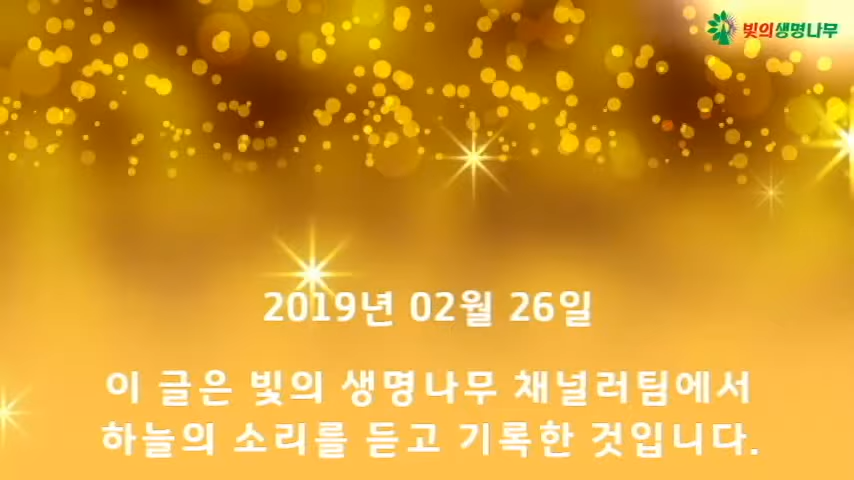 빛의생명나무
2019년 02월 26일
이 글은 빛의 생명나무 채널러팀에서
하늘의 소리를 듣고 기록한 것입니다.